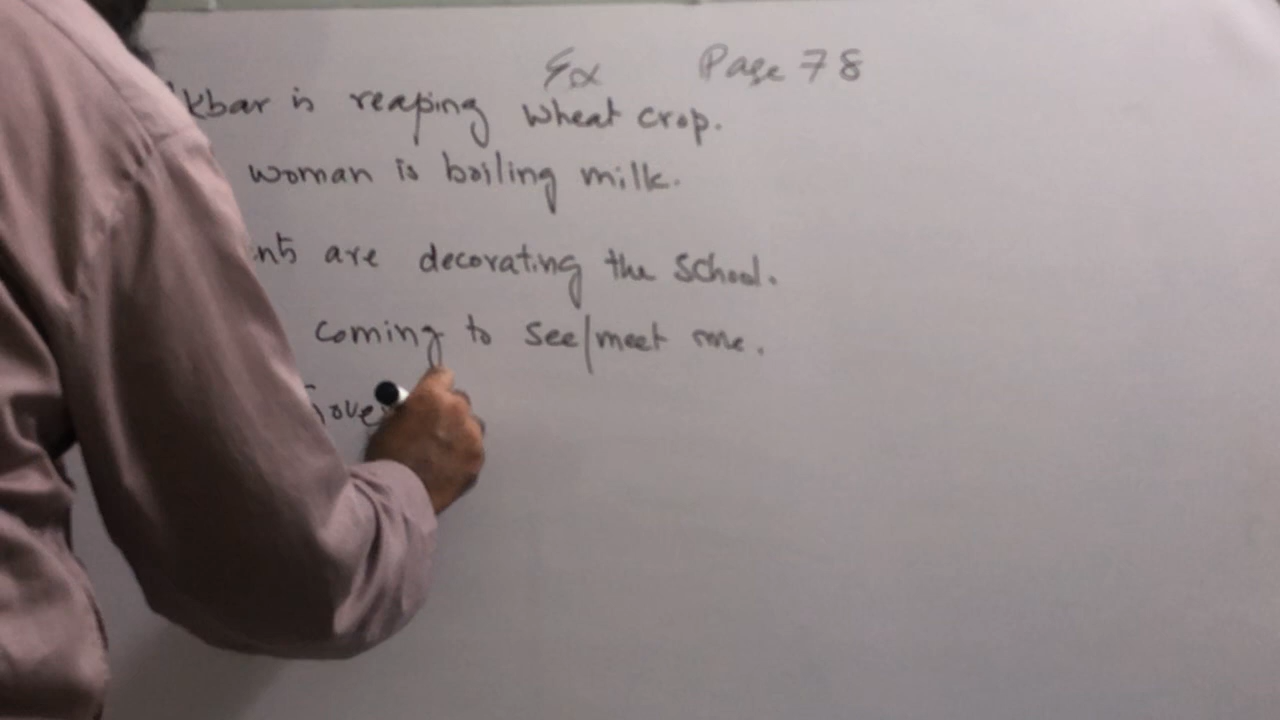 Ex Page 78
kbar is reaping wheat crop.
woman is boiling milk.
nts are decorating the school.
coming to see/meet me.
Gove